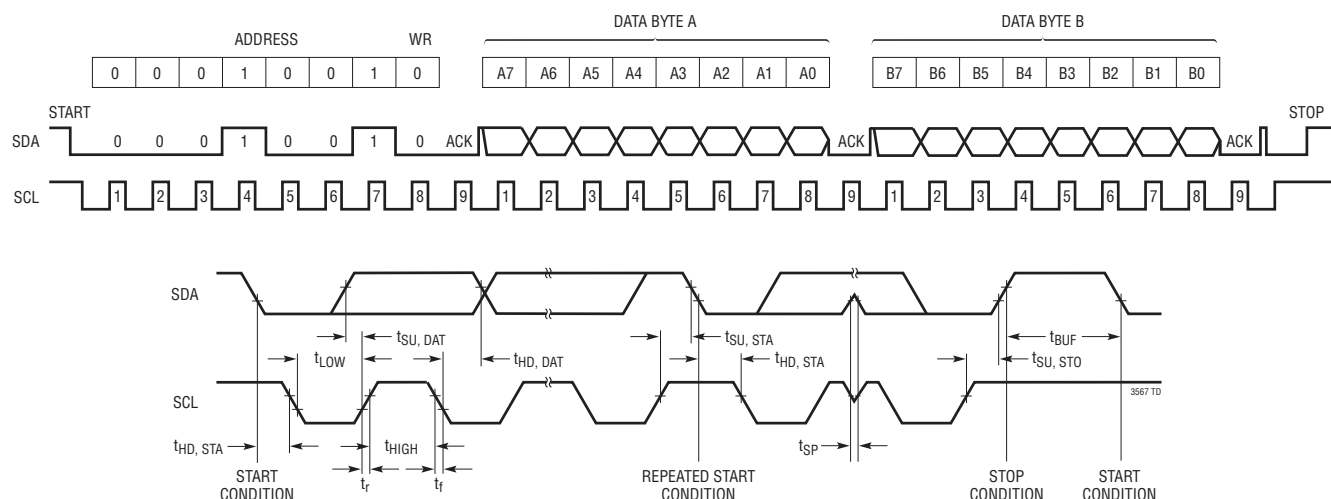 DATA BYTE A DATA BYTE B
ADDRESS WR
0 0 0 1 0 0 1 0 A7 A6 A5 A4 A3 A2 A1 A0 B7 B6 B5 B4 B3 B2 B1 B0
START STOP
SDA 0 0 0 1 0 0 1 0 ACK ACK ACK
SCL 1 2 3 4 5 6 7 8 9 1 2 3 4 5 6 7 8 9 1 2 3 4 5 6 7 8 9
SDA
tSU, DAT tSU, STA tBUF
tLOW tHD, DAT tHD, STA tSU, STO
SCL 3567 TD
tHD, STA tHIGH tSP
tr tf
START CONDITION
REPEATED START CONDITION
STOP CONDITION
START CONDITION